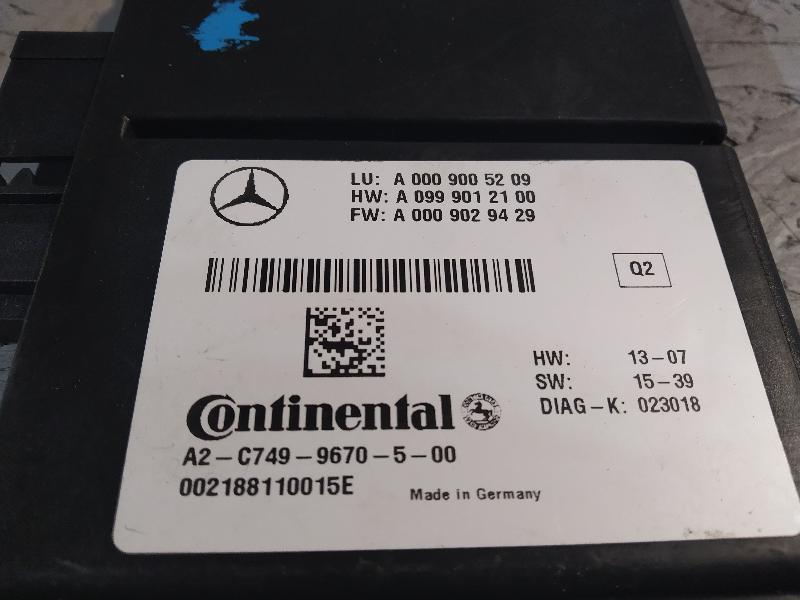 LU: A 000 900 52 09
HW: A 099 901 21 00
FW: A 000 902 94 29
Q2
HW: 13-07
SW: 15-39
DIAG-K: 023018
Continental
A2-C749-9670-5-00
002188110015E
Made in Germany